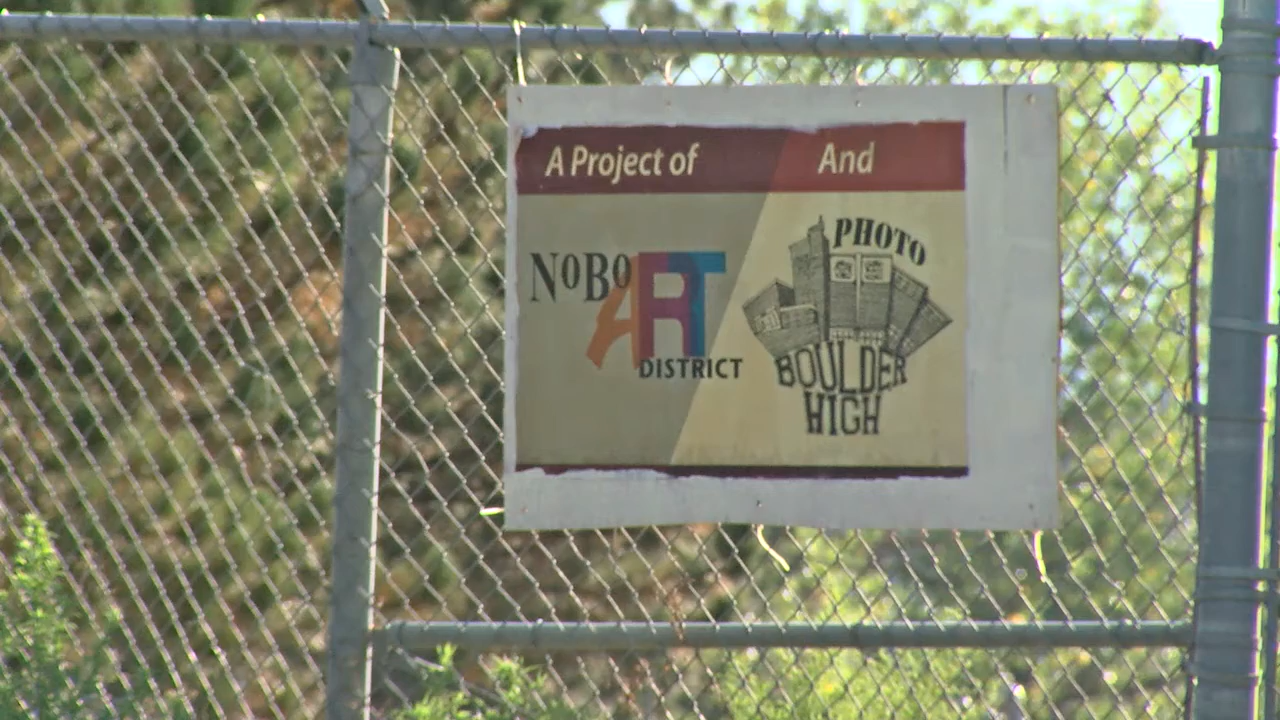 A Project of And
NOBO ART
DISTRICT
PHOTO
BOULDER
HIGH